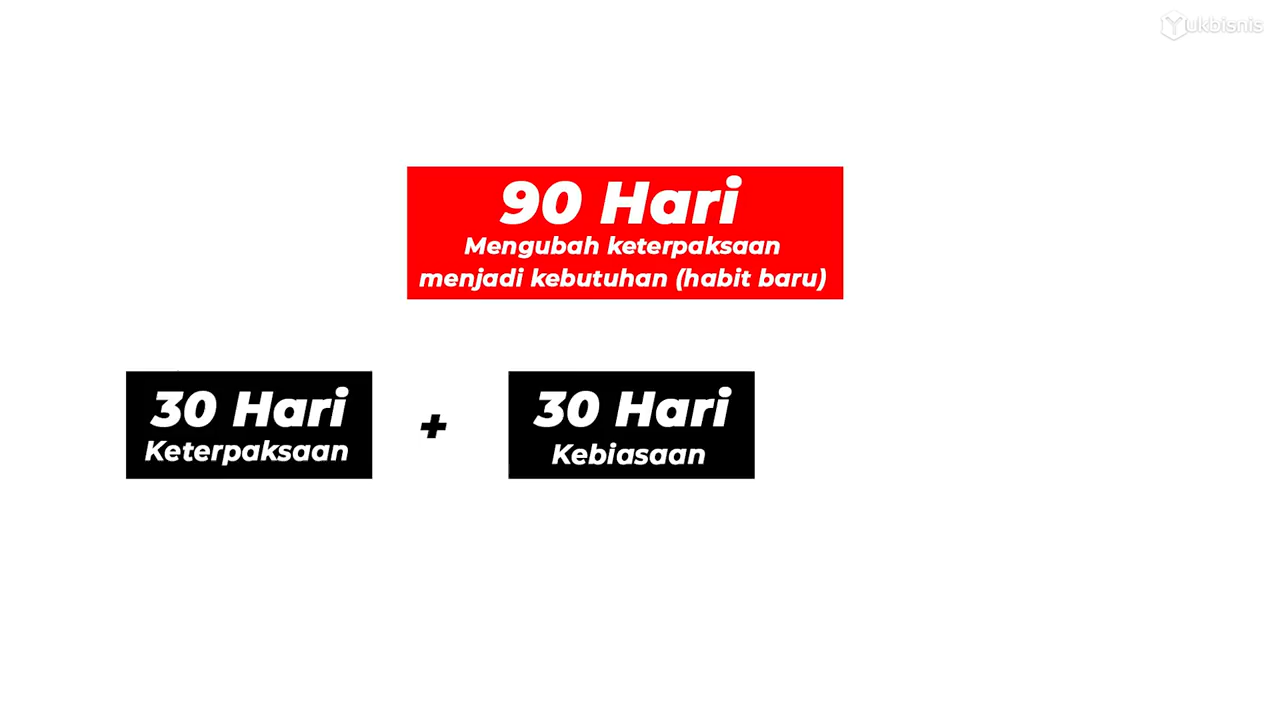 Yukbisnis
90 Hari
Mengubah keterpaksaan
menjadi kebutuhan (habit baru)
30 Hari
Keterpaksaan
+
30 Hari
Kebiasaan